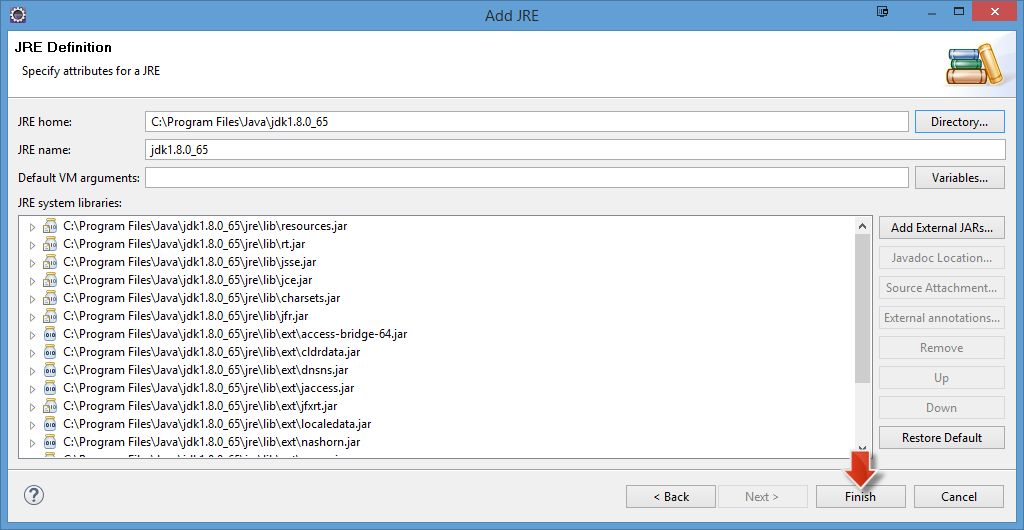 Add JRE
JRE Definition
Specify attributes for a JRE
JRE home:
C:\Program Files\Java\jdk1.8.0_65
Directory...
JRE name:
jdk1.8.0_65
Default VM arguments:
Variables...
JRE system libraries:
C:\Program Files\Java\jdk1.8.0_65\jre\lib\resources.jar
C:\Program Files\Java\jdk1.8.0_65\jre\lib\rt.jar
C:\Program Files\Java\jdk1.8.0_65\jre\lib\jsse.jar
C:\Program Files\Java\jdk1.8.0_65\jre\lib\jce.jar
C:\Program Files\Java\jdk1.8.0_65\jre\lib\charsets.jar
C:\Program Files\Java\jdk1.8.0_65\jre\lib\jfr.jar
C:\Program Files\Java\jdk1.8.0_65\jre\lib\ext\access-bridge-64.jar
C:\Program Files\Java\jdk1.8.0_65\jre\lib\ext\cldrdata.jar
C:\Program Files\Java\jdk1.8.0_65\jre\lib\ext\dnsns.jar
C:\Program Files\Java\jdk1.8.0_65\jre\lib\ext\jaccess.jar
C:\Program Files\Java\jdk1.8.0_65\jre\lib\ext\jfxrt.jar
C:\Program Files\Java\jdk1.8.0_65\jre\lib\ext\localedata.jar
C:\Program Files\Java\jdk1.8.0_65\jre\lib\ext\nashorn.jar
Add External JARs...
Javadoc Location...
Source Attachment...
External annotations...
Remove
Up
Down
Restore Default
?
< Back
Next >
Finish
Cancel